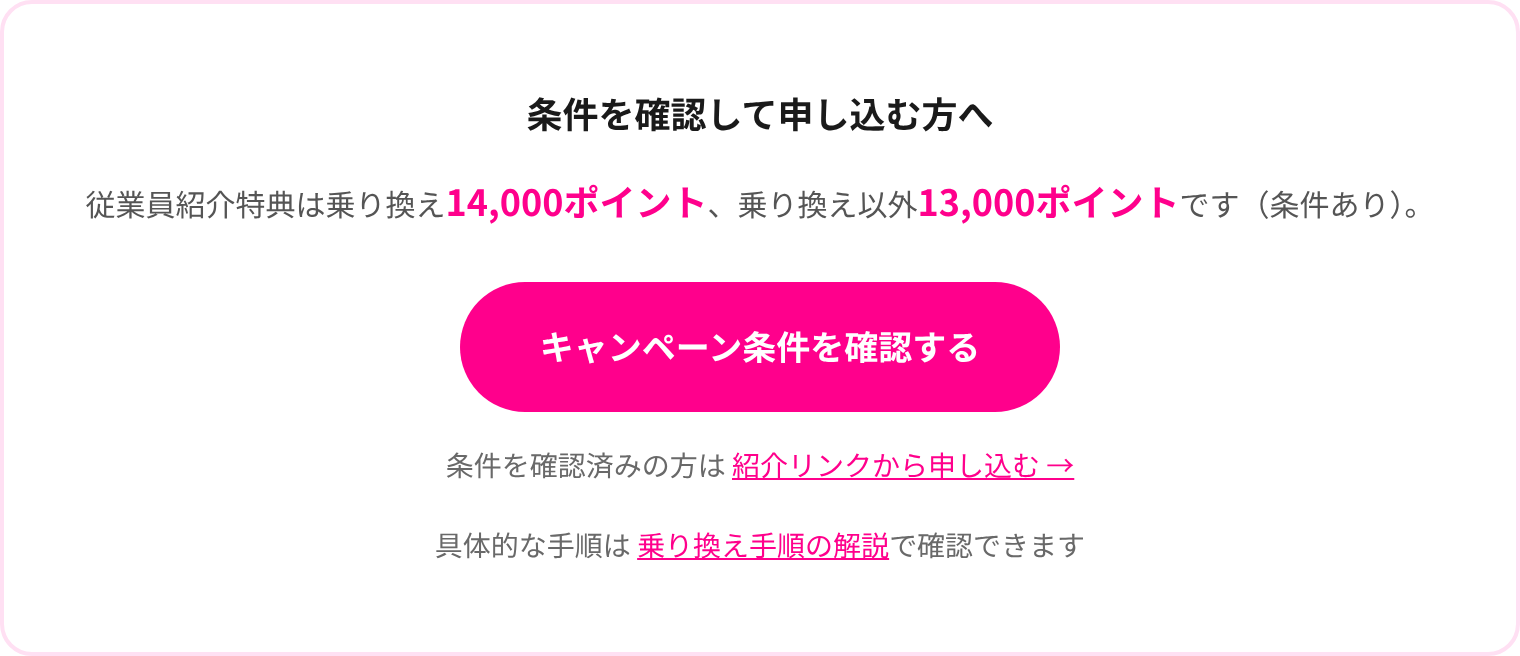 条件を確認して申し込む方へ
従業員紹介特典は乗り換え14,000ポイント、乗り換え以外13,000ポイントです（条件あり）。
キャンペーン条件を確認する
条件を確認済みの方は 紹介リンクから申し込む →
具体的な手順は 乗り換え手順の解説で確認できます